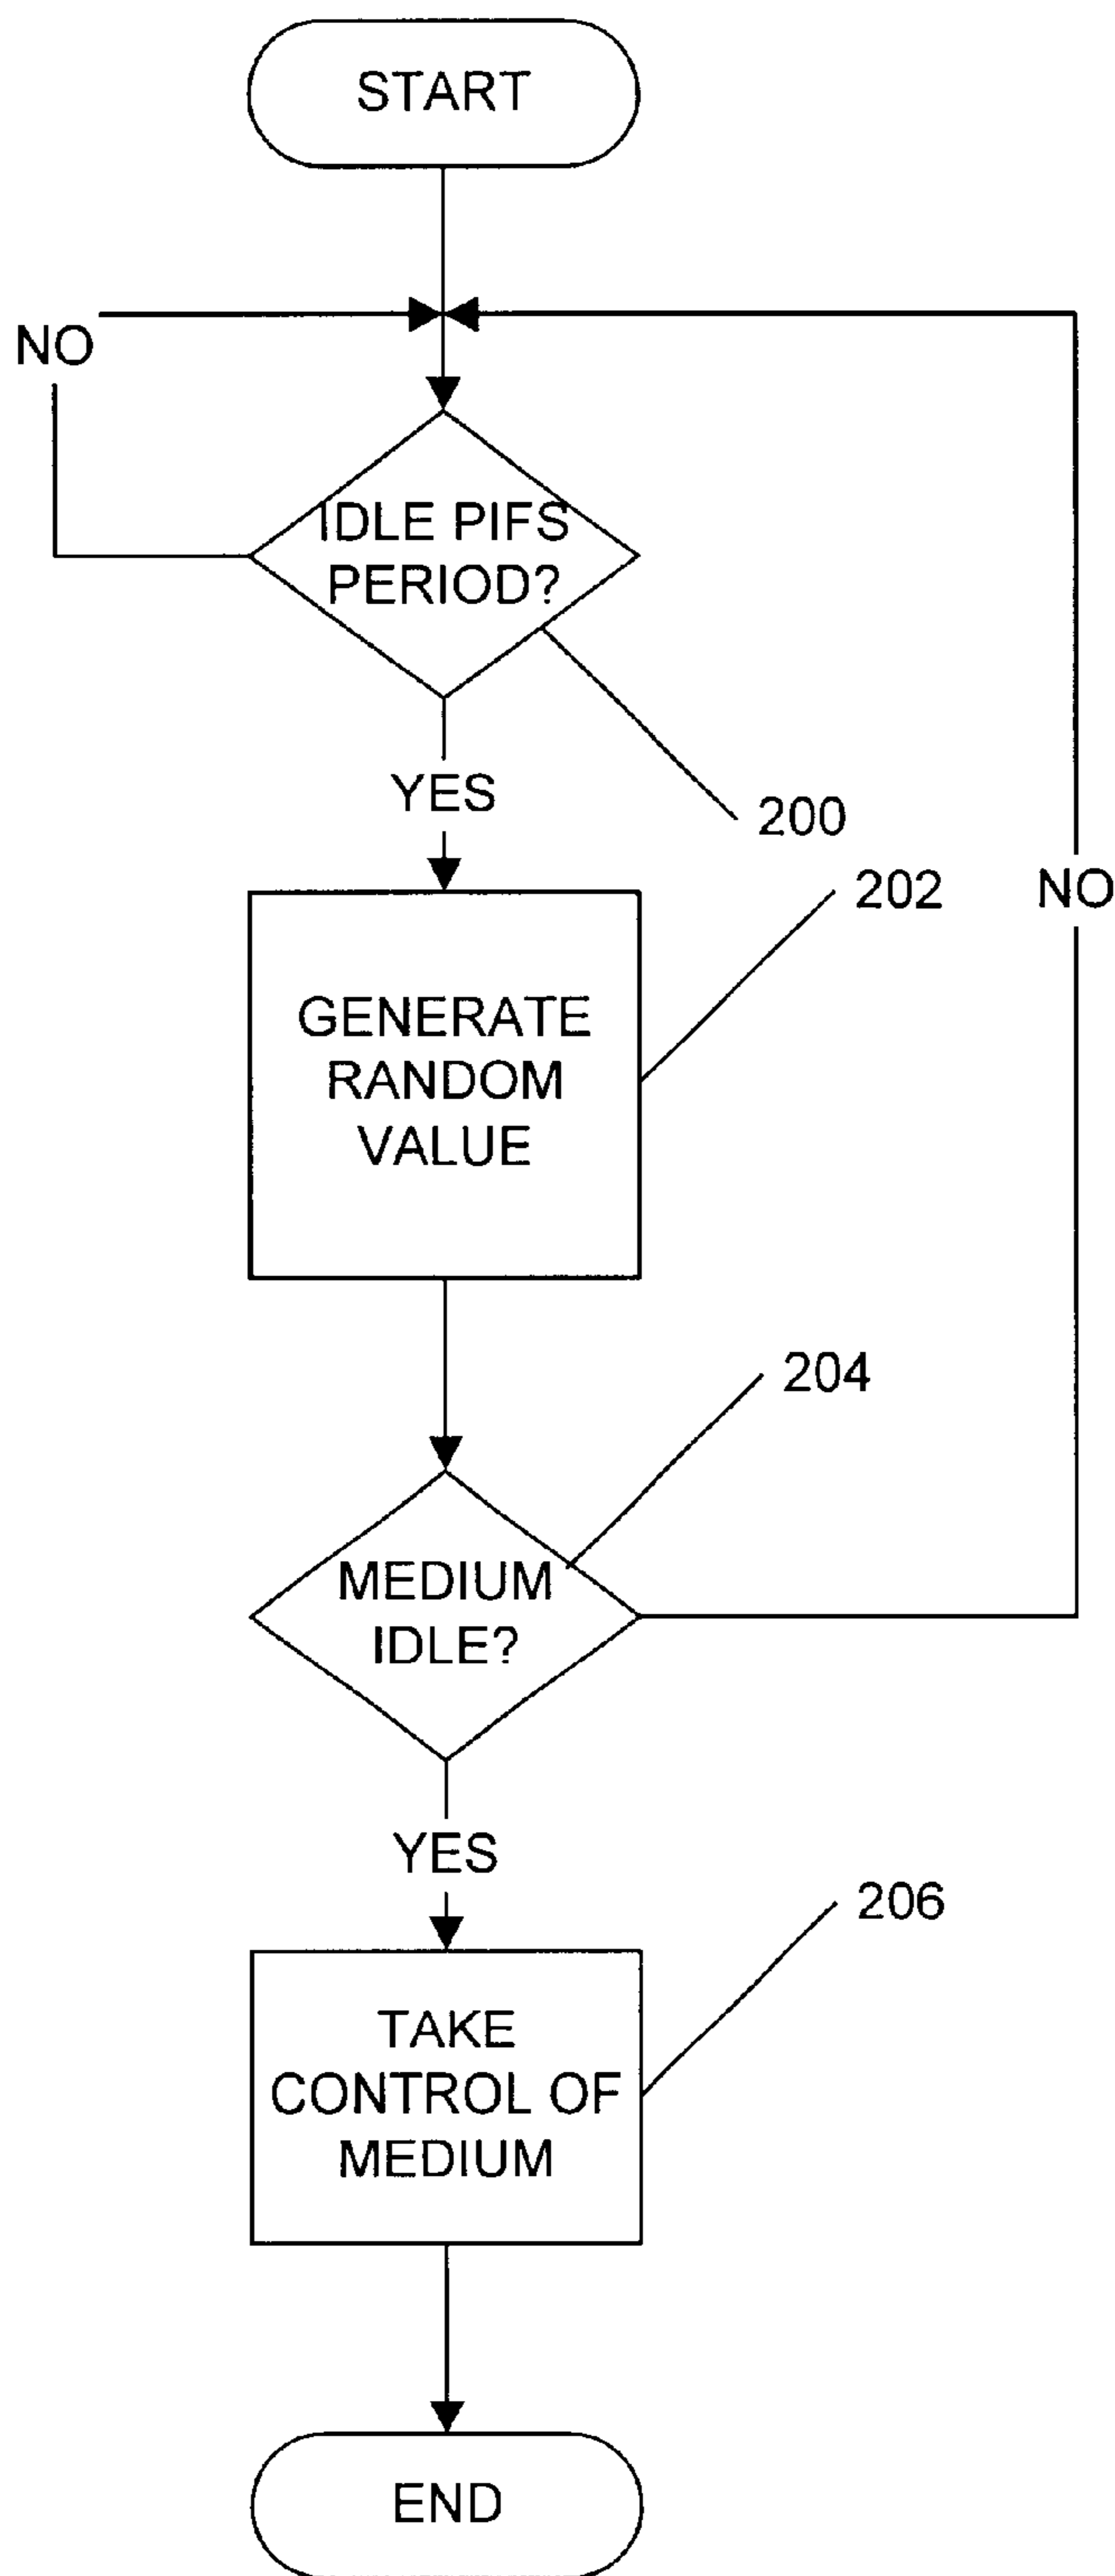 START
NO
IDLE PIFS
PERIOD?
YES
200
202
NO
GENERATE
RANDOM
VALUE
204
MEDIUM
IDLE?
YES
206
TAKE
CONTROL OF
MEDIUM
END